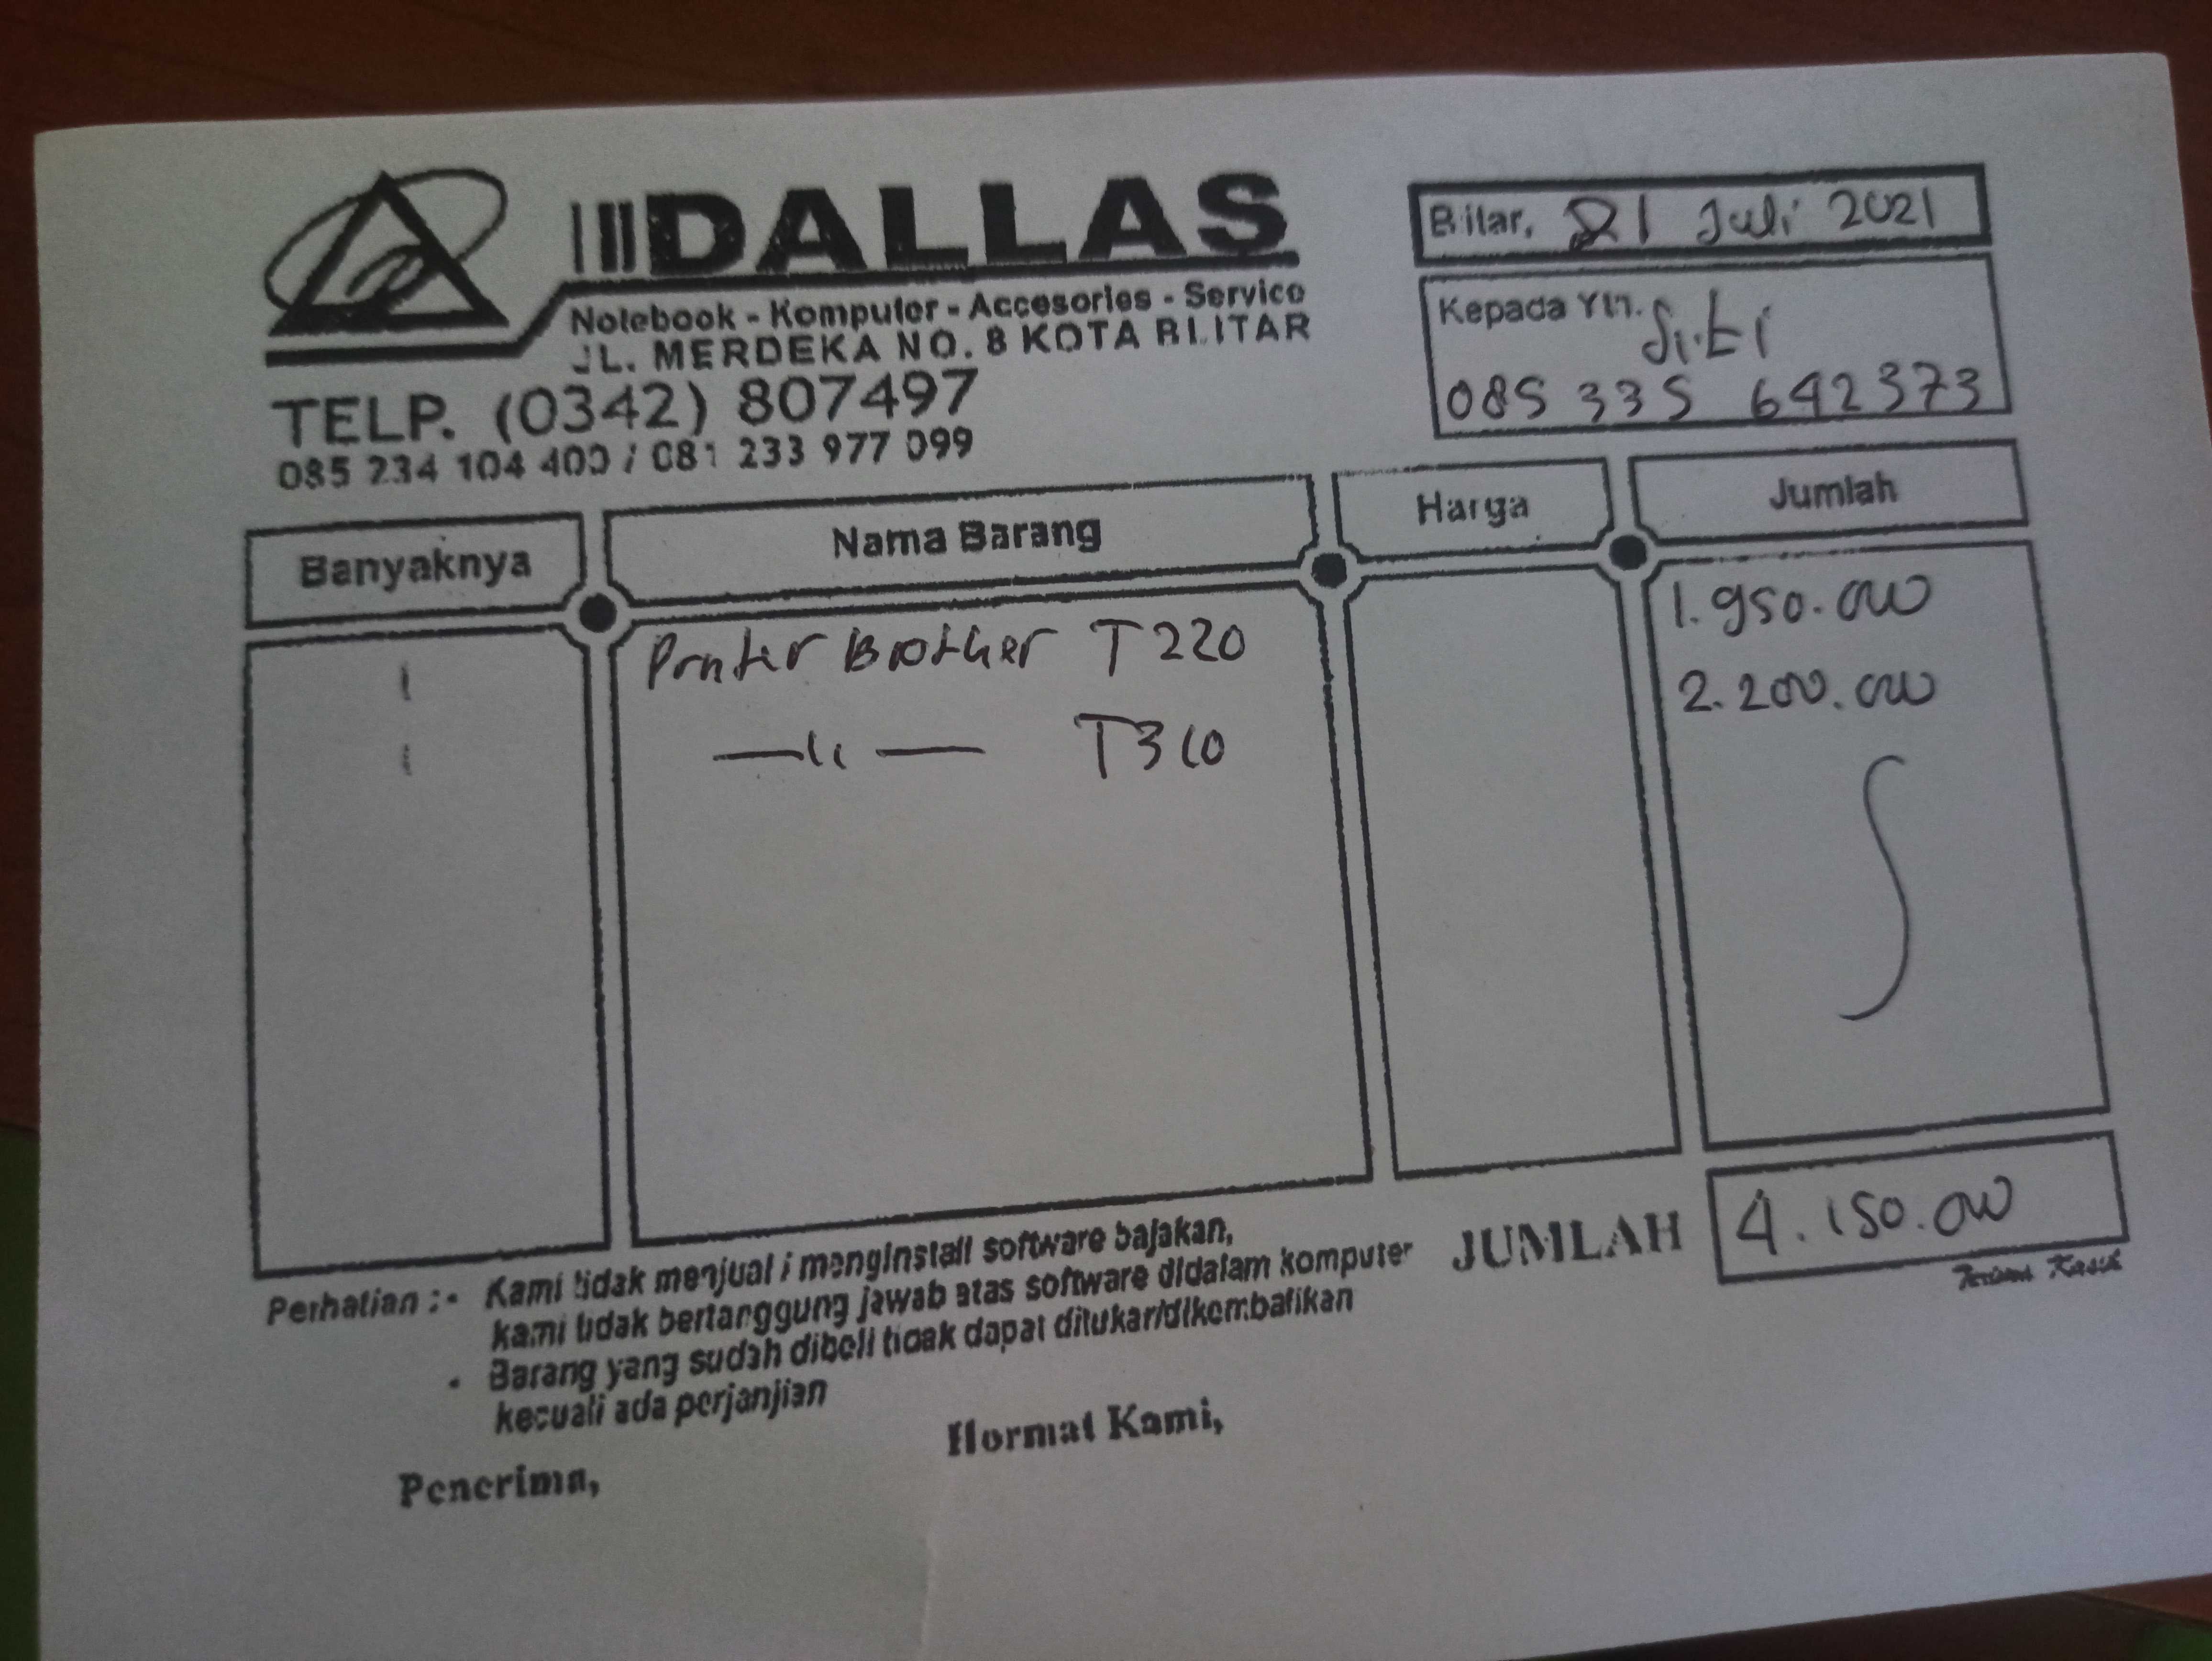 DALLAS
Notebook - Komputer - Accesories - Service
JL. MERDEKA NO. 8 KOTA BLITAR
TELP. (0342) 807497
085 234 104 400 / 081 233 977 099
Blitar, 21 Juli 2021
Kepada Yth. Siti
085 335 642373
Banyaknya Nama Barang Harga Jumlah
1 Printer Brother T220 1.950.000
1 —〃— T310 2.200.000
JUMLAH 4.150.000
Terima Kasih
Perhatian : - Kami tidak menjual / menginstall software bajakan,
kami tidak bertanggung jawab atas software didalam komputer
- Barang yang sudah dibeli tidak dapat ditukar/dikembalikan
kecuali ada perjanjian
Penerima,
Hormat Kami,